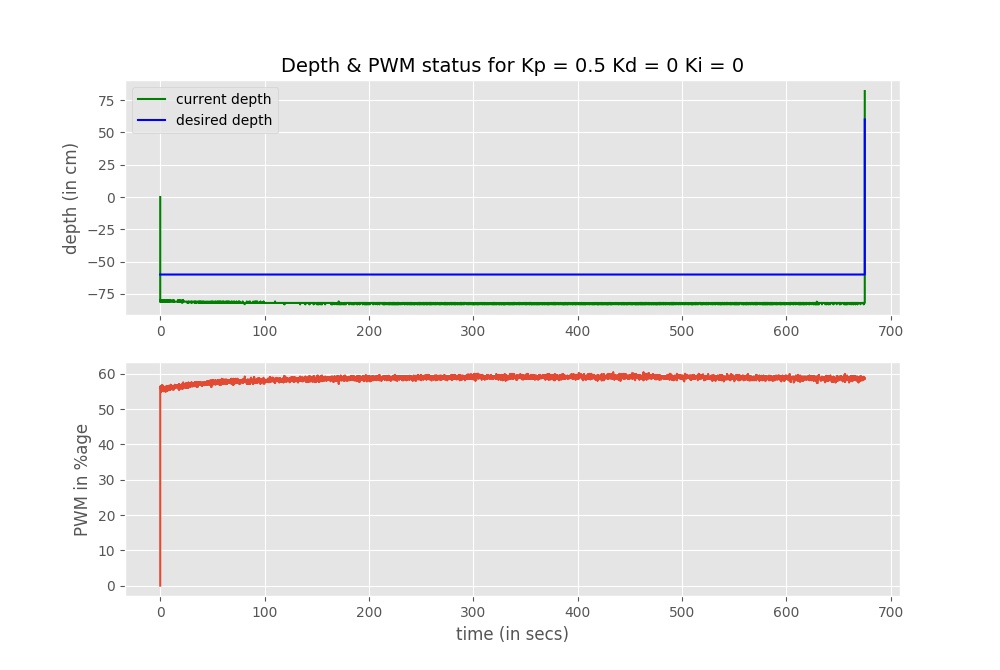 Depth & PWM status for Kp = 0.5 Kd = 0 Ki = 0
current depth
desired depth
depth (in cm)
75
50
25
0
−25
−50
−75
0 100 200 300 400 500 600 700
PWM in %age
60
50
40
30
20
10
0
0 100 200 300 400 500 600 700
time (in secs)